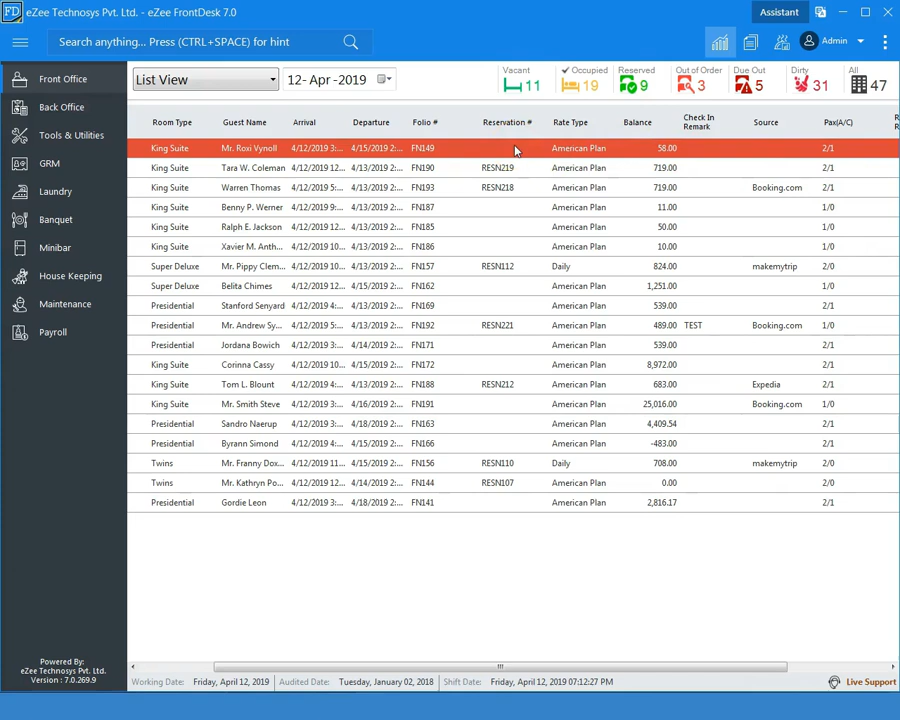 FD eZee Technosys Pvt. Ltd. - eZee FrontDesk 7.0 Assistant
Search anything... Press (CTRL+SPACE) for hint Admin
Front Office
Back Office
Tools & Utilities
GRM
Laundry
Banquet
Minibar
House Keeping
Maintenance
Payroll
Powered By:
eZee Technosys Pvt. Ltd.
Version : 7.0.269.9
List View 12- Apr -2019
Vacant 11
Occupied 19
Reserved 9
Out of Order 3
Due Out 5
Dirty 31
All 47
Room Type Guest Name Arrival Departure Folio # Reservation # Rate Type Balance Check In Remark Source Pax(A/C) R
King Suite Mr. Roxi Vynoll 4/12/2019 3:... 4/15/2019 2:... FN149 American Plan 58.00 2/1
King Suite Tara W. Coleman 4/12/2019 12... 4/13/2019 2:... FN190 RESN219 American Plan 719.00 2/1
King Suite Warren Thomas 4/12/2019 3:... 4/13/2019 2:... FN193 RESN218 American Plan 719.00 Booking.com 2/1
King Suite Benny P. Werner 4/12/2019 9:... 4/13/2019 2:... FN187 American Plan 11.00 1/0
King Suite Ralph E. Jackson 4/12/2019 3:... 4/13/2019 2:... FN185 American Plan 50.00 1/0
King Suite Xavier M. Anth... 4/12/2019 10... 4/13/2019 2:... FN186 American Plan 10.00 1/0
Super Deluxe Mr. Pippy Clem... 4/12/2019 10... 4/13/2019 2:... FN157 RESN112 Daily 824.00 makemytrip 2/0
Super Deluxe Belita Chimes 4/12/2019 12... 4/15/2019 2:... FN162 American Plan 1,251.00 1/0
Presidential Stanford Senyard 4/12/2019 4:... 4/13/2019 2:... FN169 American Plan 539.00 2/1
Presidential Mr. Andrew Sy... 4/12/2019 5:... 4/13/2019 2:... FN192 RESN221 American Plan 489.00 TEST Booking.com 1/0
Presidential Jordana Bowich 4/12/2019 4:... 4/13/2019 2:... FN171 American Plan 539.00 2/1
King Suite Corinna Cassy 4/12/2019 10... 4/15/2019 2:... FN172 American Plan 8,972.00 2/1
King Suite Tom L. Blount 4/12/2019 4:... 4/13/2019 2:... FN188 RESN212 American Plan 683.00 Expedia 2/1
King Suite Mr. Smith Steve 4/12/2019 3:... 4/16/2019 2:... FN191 American Plan 25,016.00 Booking.com 1/0
Presidential Sandro Naerup 4/12/2019 3:... 4/18/2019 2:... FN163 American Plan 4,409.54 2/1
Presidential Byrann Simond 4/12/2019 4:... 4/15/2019 2:... FN166 American Plan -483.00 2/1
Twins Mr. Franny Dox... 4/12/2019 11... 4/15/2019 2:... FN156 RESN110 Daily 708.00 makemytrip 2/0
Twins Mr. Kathryn Po... 4/12/2019 3:... 4/15/2019 2:... FN144 RESN107 American Plan 0.00 2/0
Presidential Gordie Leon 4/12/2019 3:... 4/18/2019 2:... FN141 American Plan 2,816.17 2/1
Working Date: Friday, April 12, 2019 Audited Date: Tuesday, January 02, 2018 Shift Date: Friday, April 12, 2019 07:12:27 PM Live Support